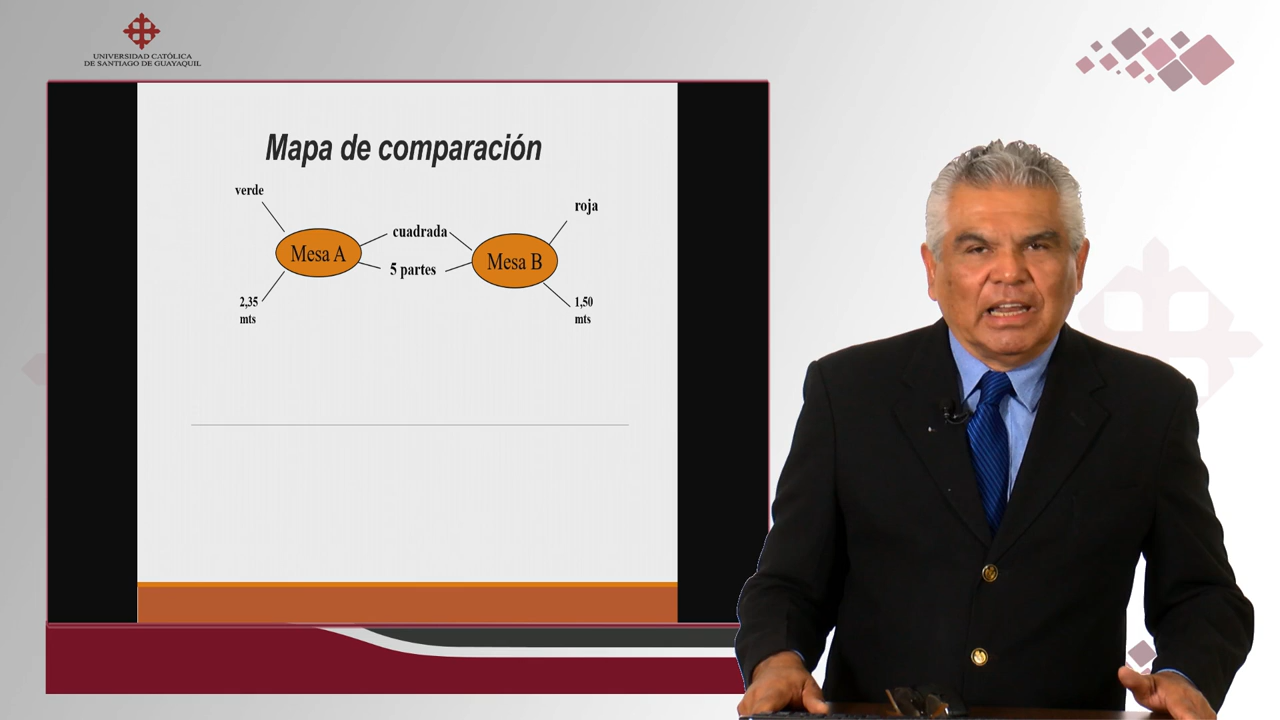 UNIVERSIDAD CATÓLICA
DE SANTIAGO DE GUAYAQUIL
Mapa de comparación
verde
roja
cuadrada
Mesa A
Mesa B
5 partes
2,35
mts
1,50
mts